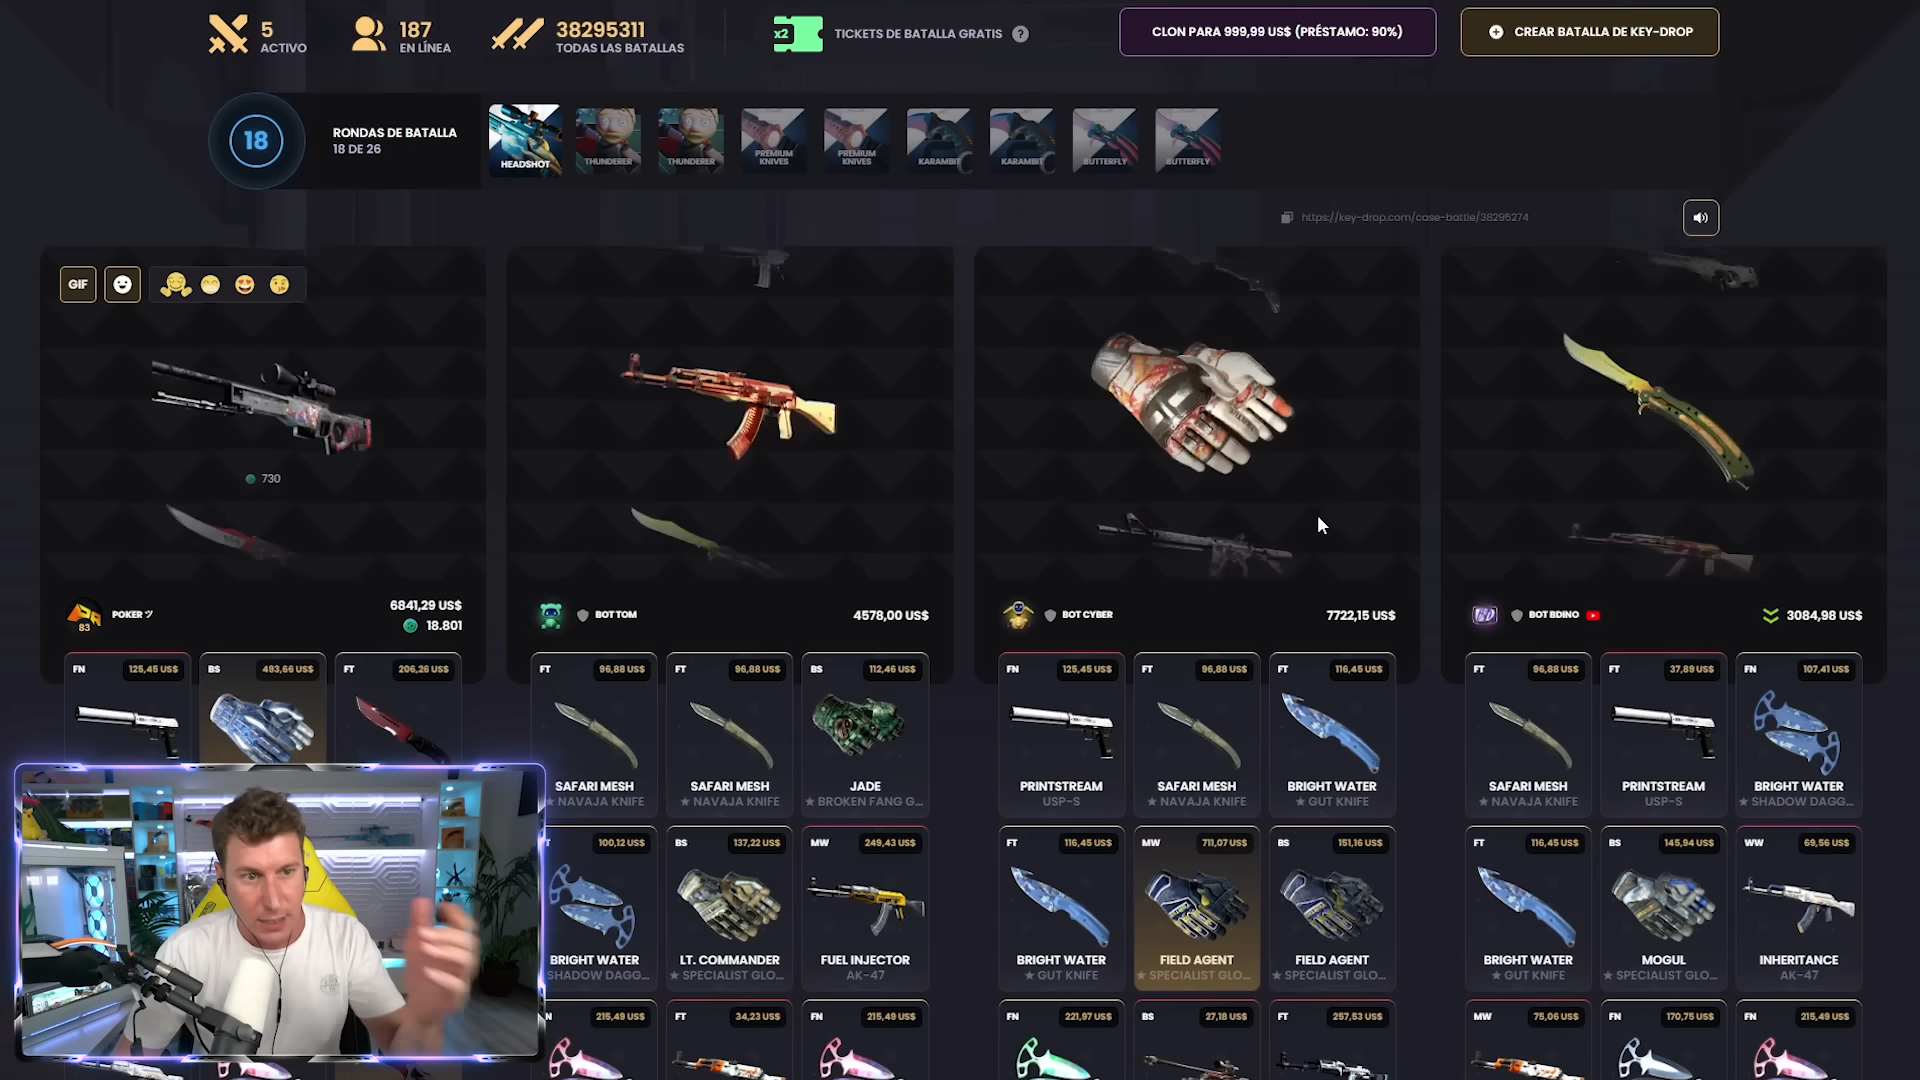 5
ACTIVO
187
EN LÍNEA
38295311
TODAS LAS BATALLAS
x2
TICKETS DE BATALLA GRATIS
?
CLON PARA 999,99 US$ (PRÉSTAMO: 90%)
CREAR BATALLA DE KEY-DROP
18
RONDAS DE BATALLA
18 DE 26
HEADSHOT
THUNDERER
THUNDERER
PREMIUM KNIVES
PREMIUM KNIVES
KARAMBIT
KARAMBIT
BUTTERFLY
BUTTERFLY
https://key-drop.com/case-battle/38295274
GIF
730
83
POKER ツ
6841,29 US$
18.801
BOT TOM
4578,00 US$
BOT CYBER
7722,15 US$
BOT BDINO
3084,98 US$
FN 125,45 US$
BS 493,66 US$
FT 206,26 US$
FT 96,88 US$
SAFARI MESH
★ NAVAJA KNIFE
FT 96,88 US$
SAFARI MESH
★ NAVAJA KNIFE
BS 112,46 US$
JADE
★ BROKEN FANG G...
FN 125,45 US$
PRINTSTREAM
USP-S
FT 96,88 US$
SAFARI MESH
★ NAVAJA KNIFE
FT 116,45 US$
BRIGHT WATER
★ GUT KNIFE
FT 96,88 US$
SAFARI MESH
★ NAVAJA KNIFE
FT 37,89 US$
PRINTSTREAM
USP-S
FN 107,41 US$
BRIGHT WATER
★ SHADOW DAGG...
100,12 US$
BRIGHT WATER
SHADOW DAGG...
BS 137,22 US$
LT. COMMANDER
★ SPECIALIST GLO...
MW 249,43 US$
FUEL INJECTOR
AK-47
FT 116,45 US$
BRIGHT WATER
★ GUT KNIFE
MW 711,07 US$
FIELD AGENT
★ SPECIALIST GLO...
BS 151,16 US$
FIELD AGENT
★ SPECIALIST GLO...
FT 116,45 US$
BRIGHT WATER
★ GUT KNIFE
BS 145,94 US$
MOGUL
★ SPECIALIST GLO...
WW 69,56 US$
INHERITANCE
AK-47
215,49 US$
FT 34,23 US$
FN 215,49 US$
FN 221,97 US$
BS 27,18 US$
FT 257,53 US$
MW 75,06 US$
FN 170,75 US$
FN 215,49 US$